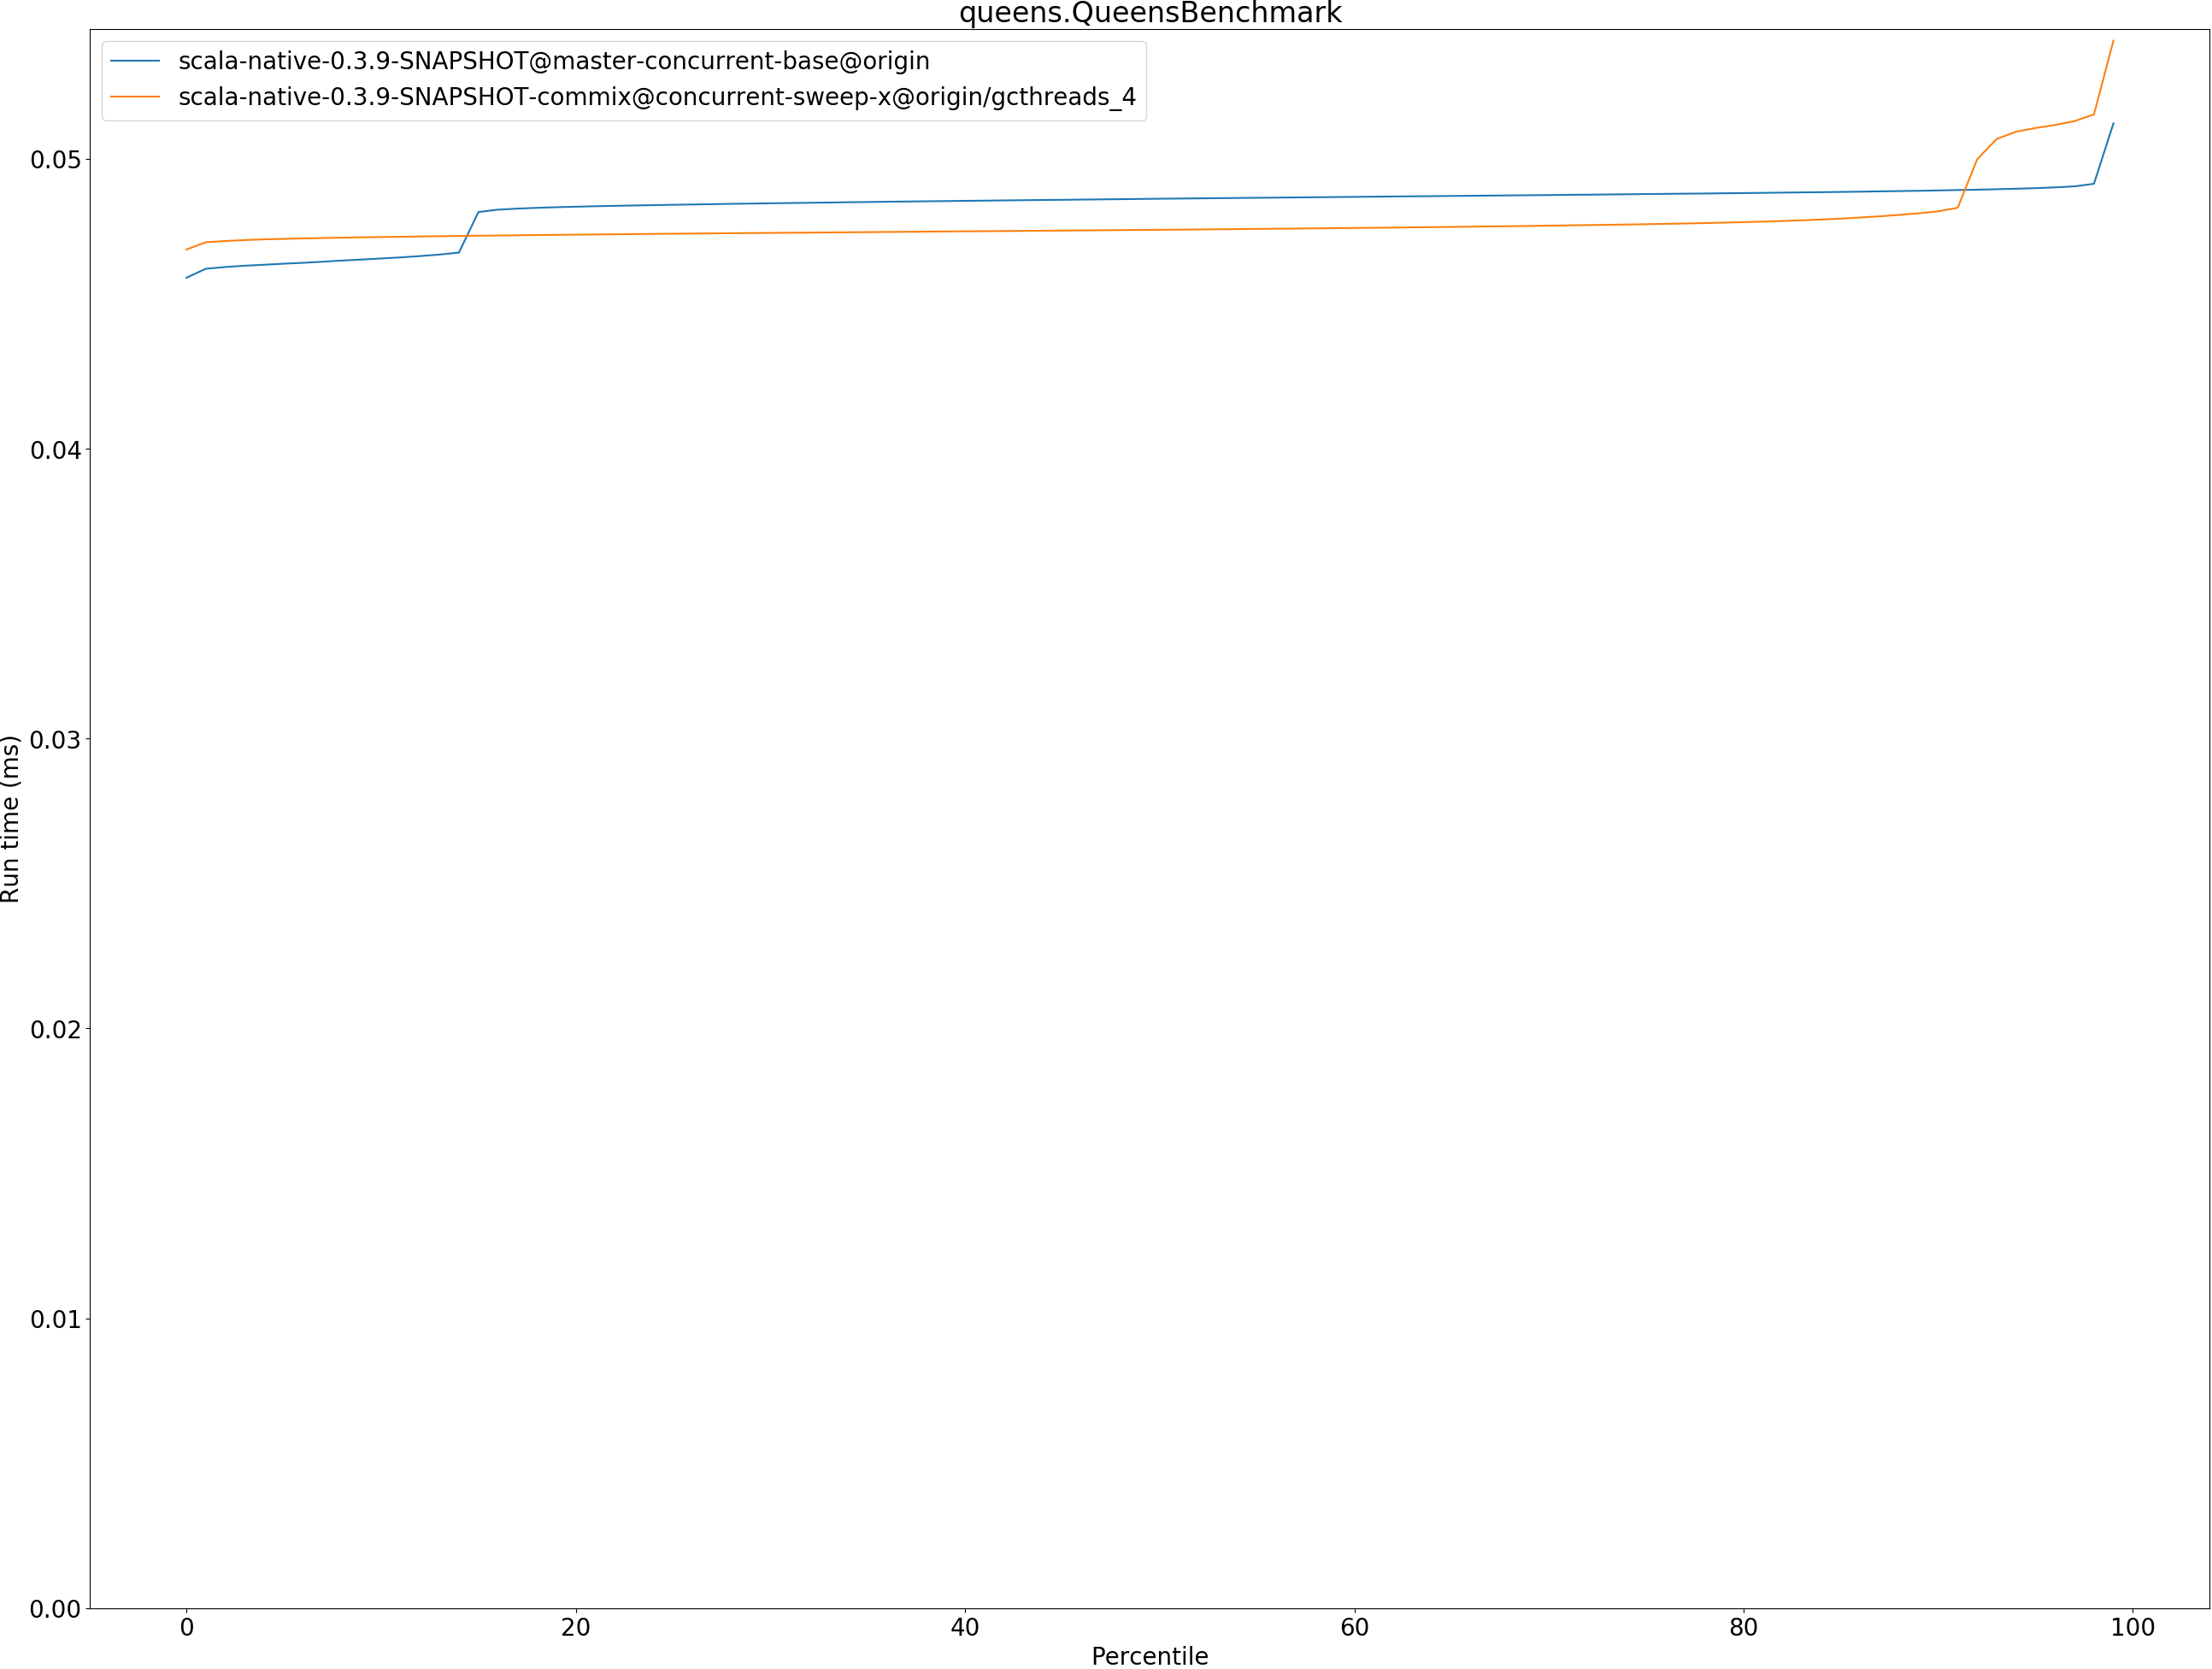 queens.QueensBenchmark
scala-native-0.3.9-SNAPSHOT@master-concurrent-base@origin
scala-native-0.3.9-SNAPSHOT-commix@concurrent-sweep-x@origin/gcthreads_4
0.05
0.04
0.03
0.02
0.01
0.00
Run time (ms)
0 20 40 60 80 100
Percentile